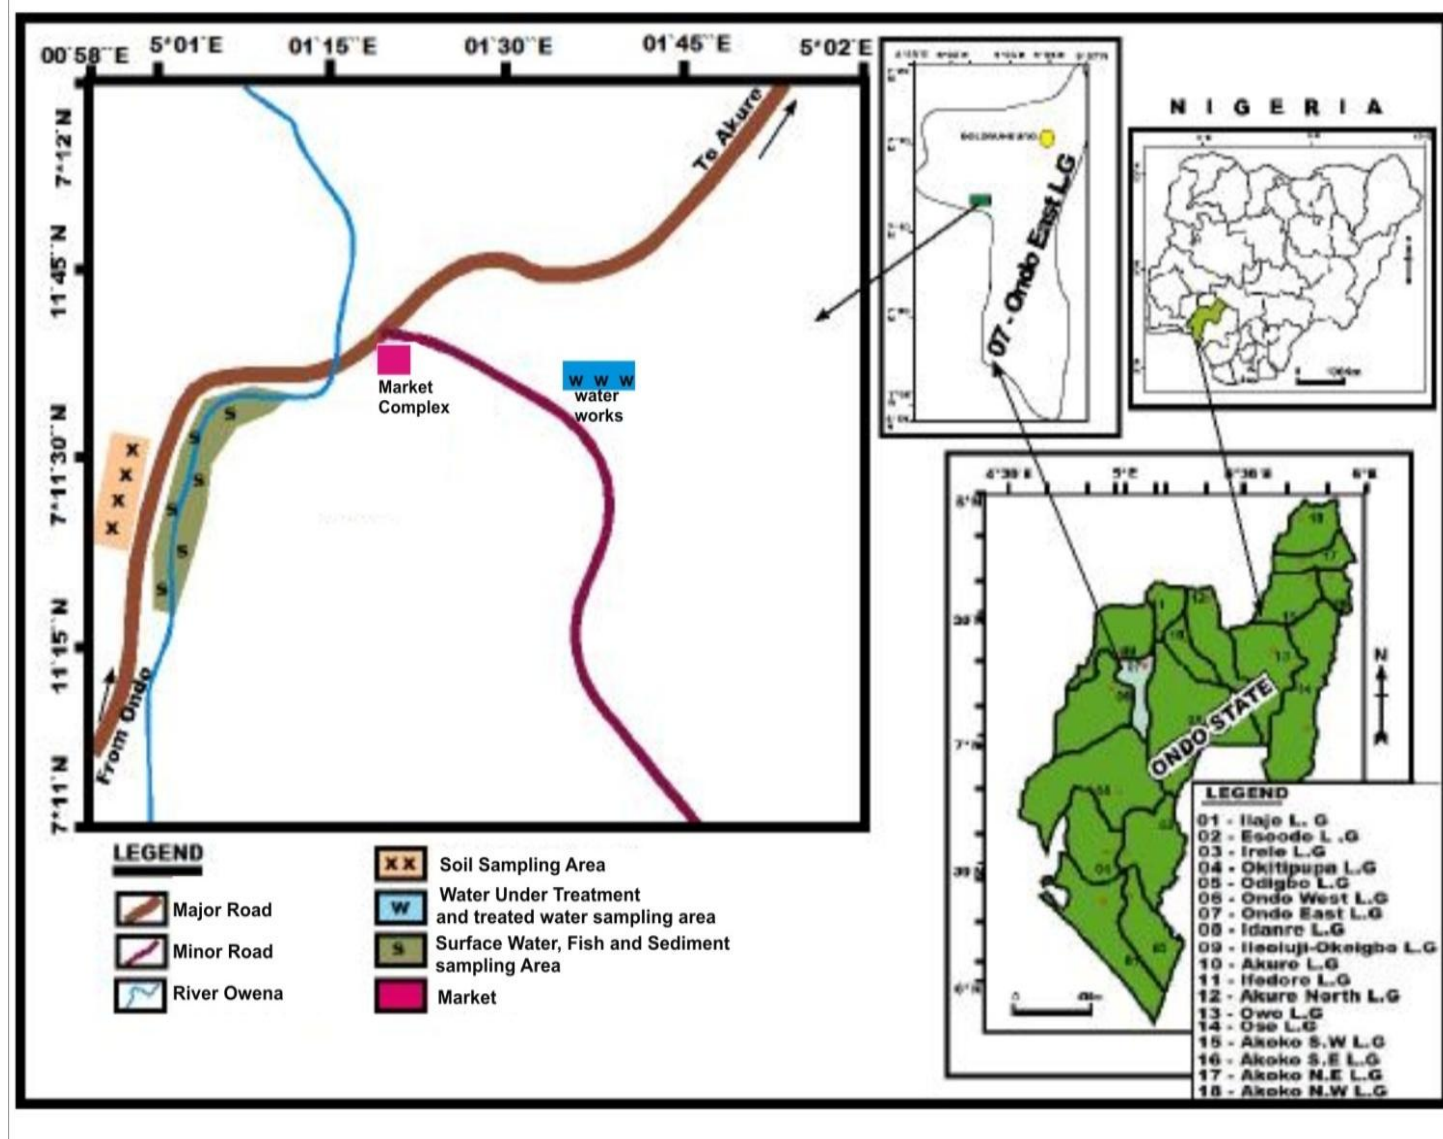 00´58´´E 5°01´E 01´15´´E 01´30´´E 01´45´´E 5°02´E
7°12´N
11´45´´N
7°11´30´´N
11´15´´N
7°11´N
To Akure
From Ondo
Market
Complex
W W W
water
works
X
X
X
X
S
S
S
S
S
S
LEGEND
Major Road
Minor Road
River Owena
X X Soil Sampling Area
W Water Under Treatment
and treated water sampling area
S Surface Water, Fish and Sediment
sampling Area
Market
07 - Ondo East L.G
NIGERIA
5°E
6°E
7°N
N
ONDO STATE
LEGEND
01 - Ilaje L. G
02 - Eseodo L .G
03 - Irele L.G
04 - Okitipupa L.G
05 - Odigbo L.G
06 - Ondo West L.G
07 - Ondo East L.G
08 - Idanre L.G
09 - Ileoluji-Okeigbo L.G
10 - Akure L.G
11 - Ifedore L.G
12 - Akure North L.G
13 - Owo L.G
14 - Ose L.G
15 - Akoko S.W L.G
16 - Akoko S.E L.G
17 - Akoko N.E L.G
18 - Akoko N.W L.G